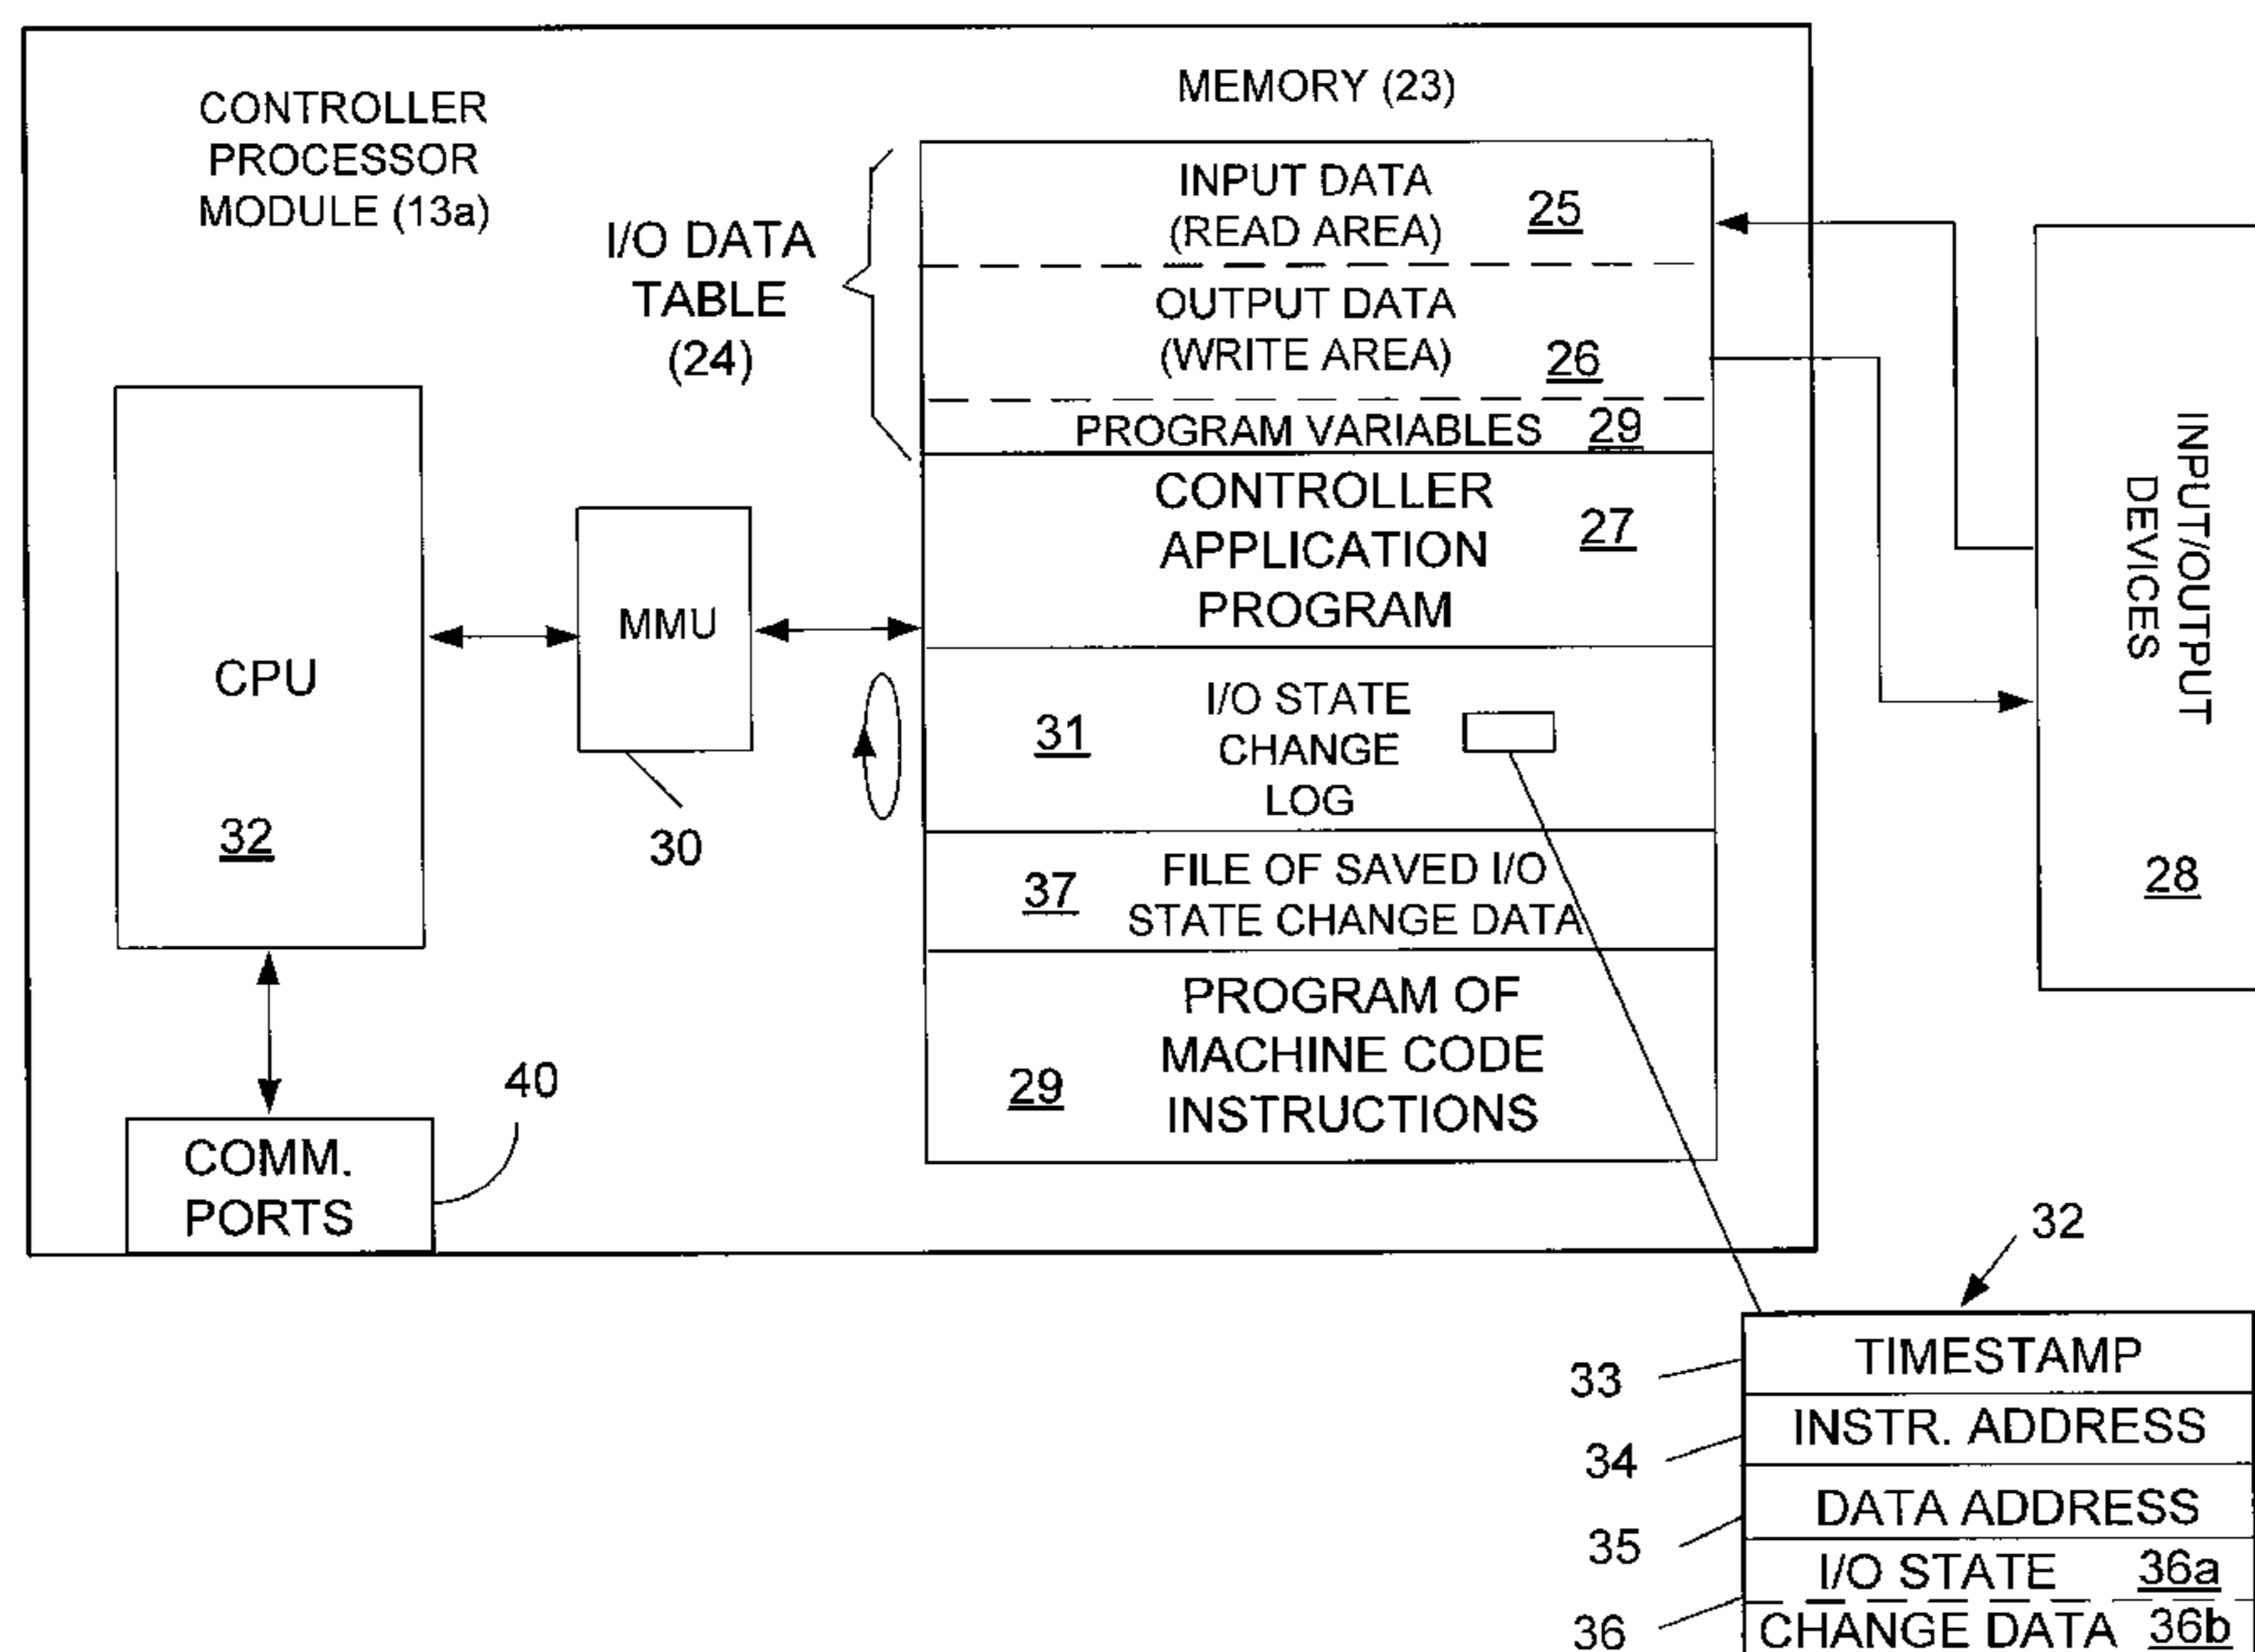 CONTROLLER
PROCESSOR
MODULE (13a)
MEMORY (23)
I/O DATA
TABLE
(24)
INPUT DATA
(READ AREA)
25
OUTPUT DATA
(WRITE AREA)
26
PROGRAM VARIABLES 29
CONTROLLER
APPLICATION
PROGRAM
27
I/O STATE
CHANGE
LOG
31
FILE OF SAVED I/O
STATE CHANGE DATA
37
PROGRAM OF
MACHINE CODE
INSTRUCTIONS
29
CPU
32
MMU
30
COMM.
PORTS
40
INPUT/OUTPUT
DEVICES
28
32
TIMESTAMP
33
INSTR. ADDRESS
34
DATA ADDRESS
35
I/O STATE 36a
CHANGE DATA 36b
36